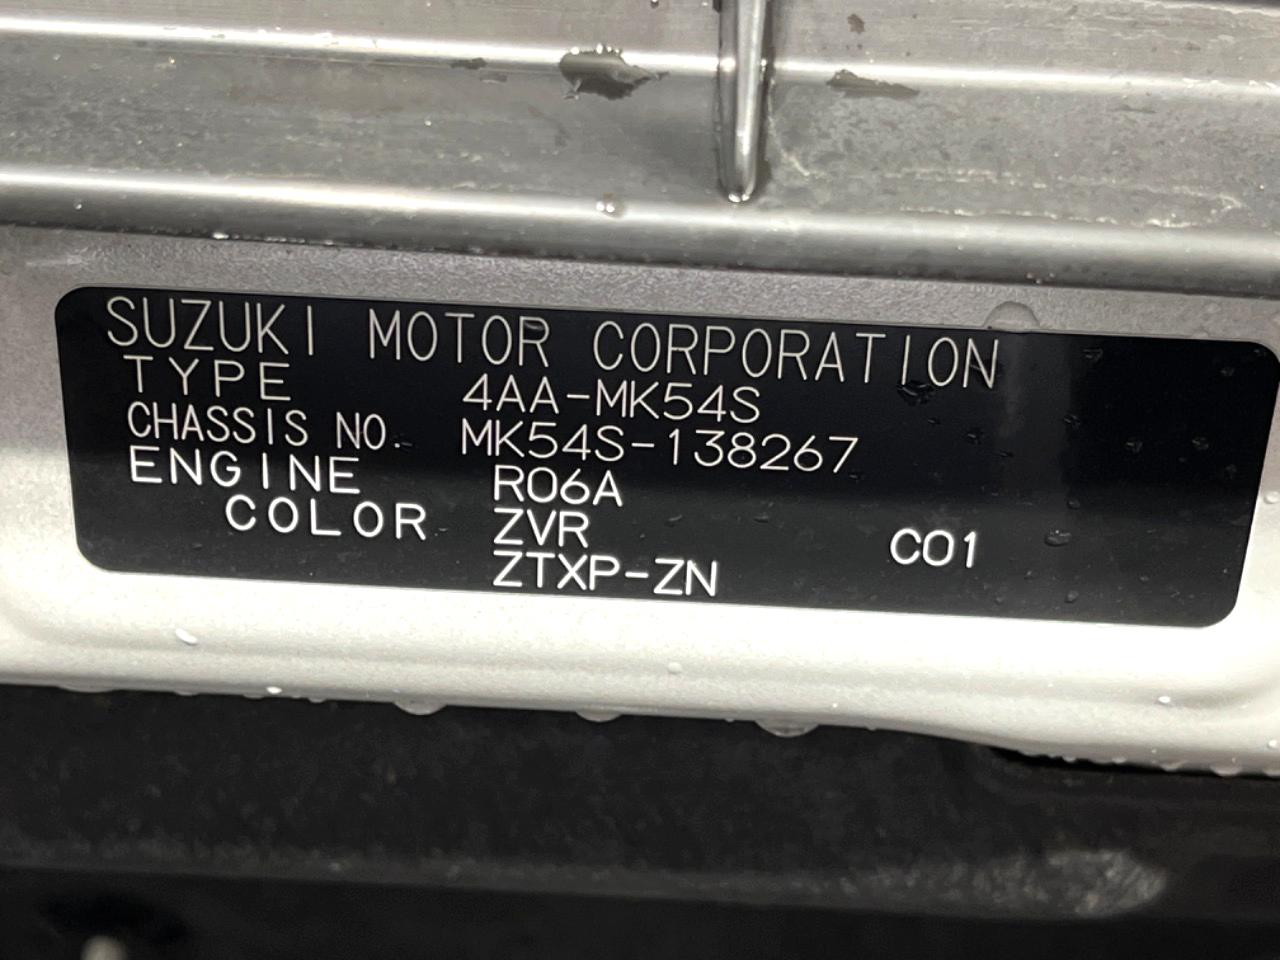 SUZUKI MOTOR CORPORATION
TYPE 4AA-MK54S
CHASSIS NO. MK54S-138267
ENGINE R06A
COLOR ZVR C01
ZTXP-ZN